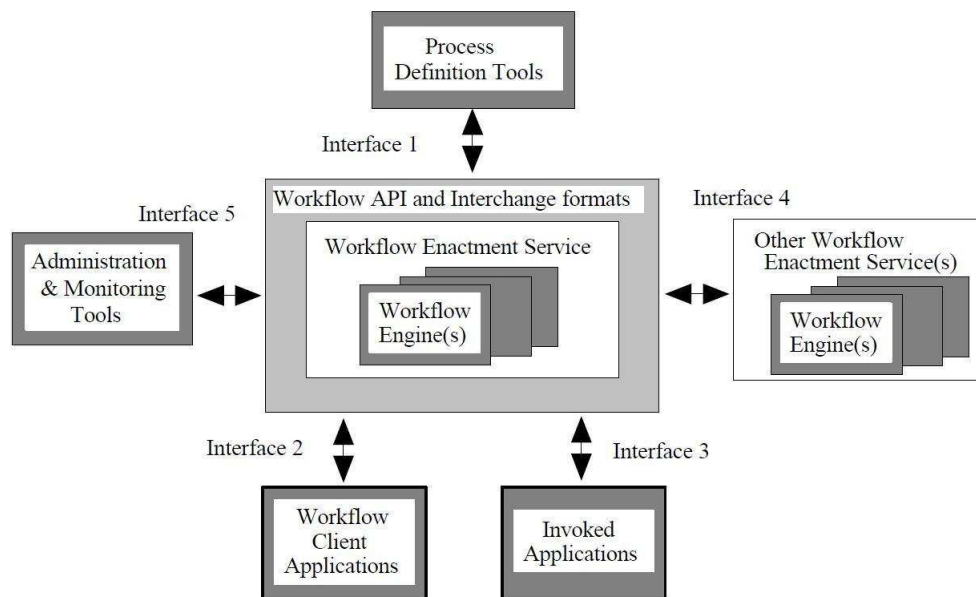 Process
Definition Tools
Interface 1
Workflow API and Interchange formats
Interface 5
Interface 4
Administration
& Monitoring
Tools
Workflow Enactment Service
Workflow
Engine(s)
Other Workflow
Enactment Service(s)
Workflow
Engine(s)
Interface 2
Interface 3
Workflow
Client
Applications
Invoked
Applications